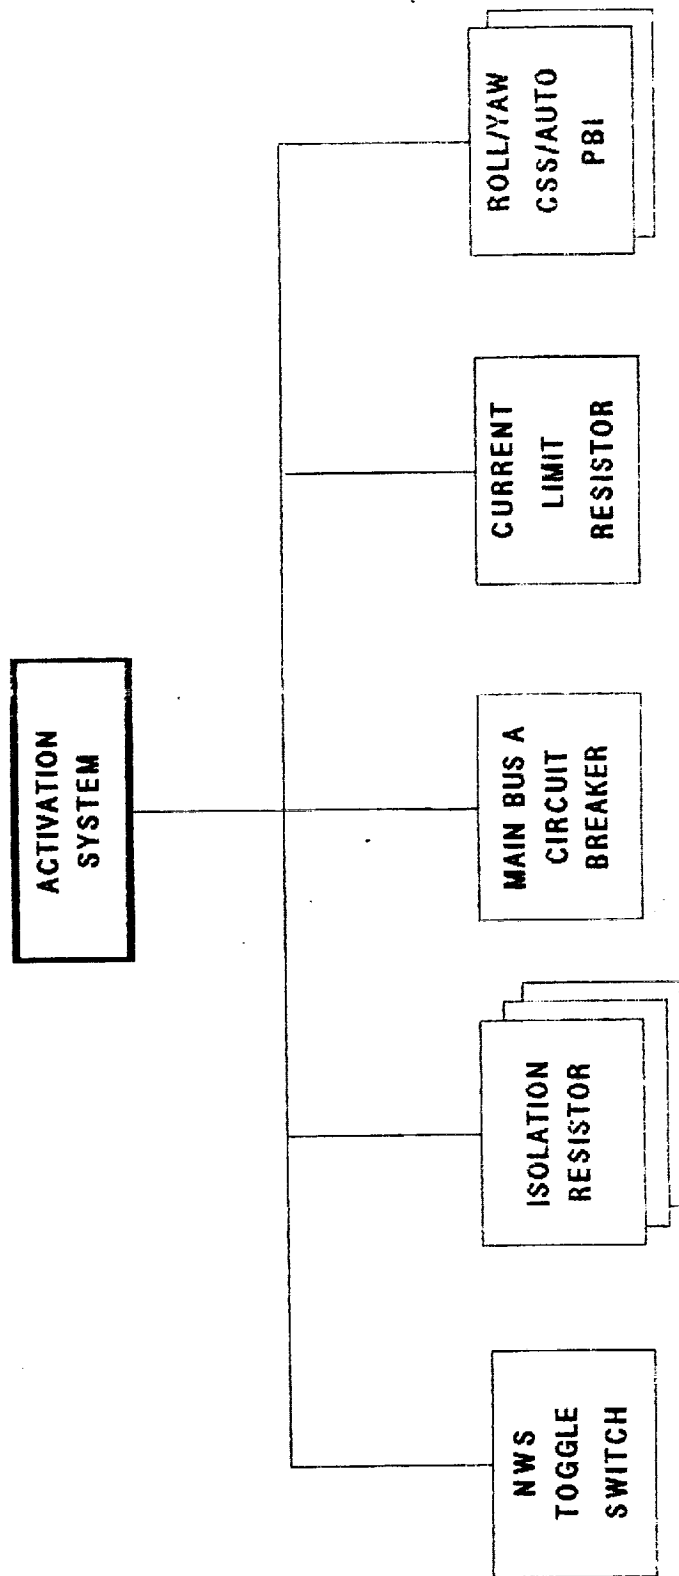 ACTIVATION
SYSTEM
NWS
TOGGLE
SWITCH
ISOLATION
RESISTOR
MAIN BUS A
CIRCUIT
BREAKER
CURRENT
LIMIT
RESISTOR
ROLL/YAW
CSS/AUTO
PBI